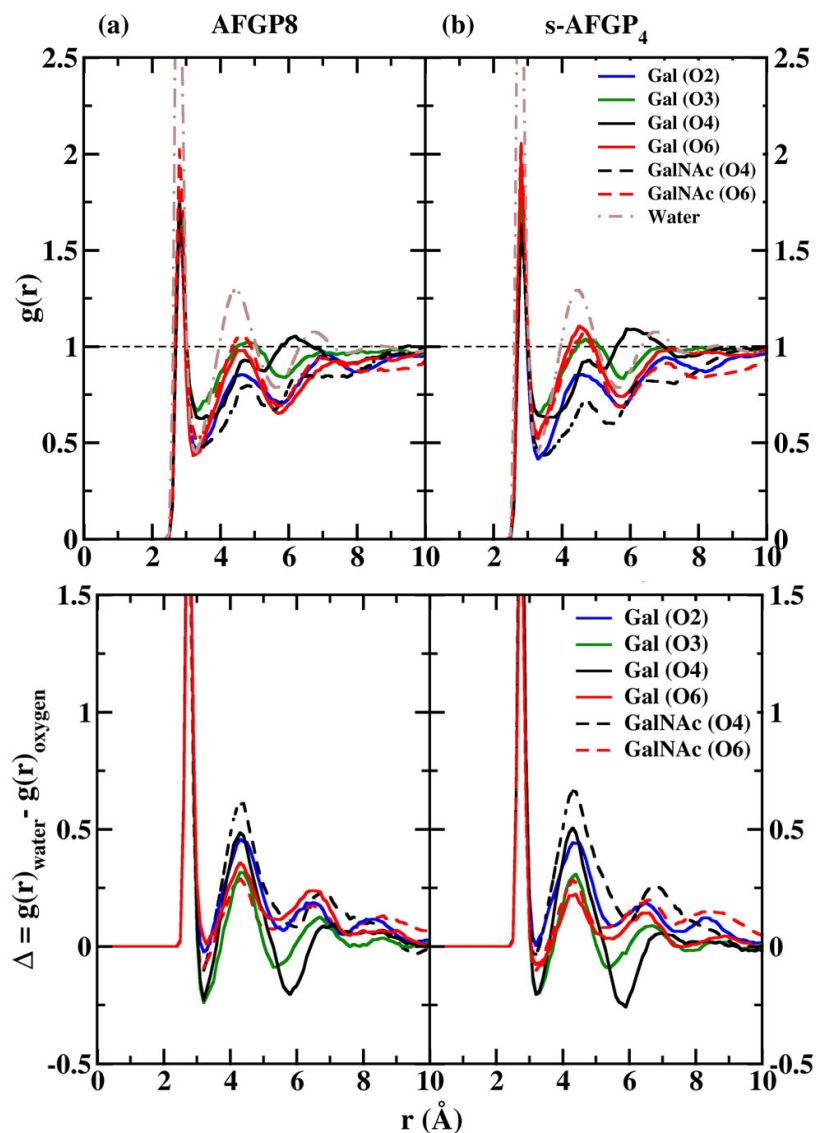 (a) AFGP8 (b) s-AFGP4
2.5 2.5
Gal (O2)
Gal (O3)
2 Gal (O4) 2
Gal (O6)
GalNAc (O4)
GalNAc (O6)
1.5 Water 1.5
g(r)
1 1
0.5 0.5
0 0
0 2 4 6 8 10 2 4 6 8 10
1.5 1.5
Gal (O2)
Gal (O3)
Gal (O4)
1 Gal (O6) 1
GalNAc (O4)
GalNAc (O6)
Δ = g(r)water - g(r)oxygen
0.5 0.5
0 0
-0.5 -0.5
0 2 4 6 8 10 2 4 6 8 10
r (Å)